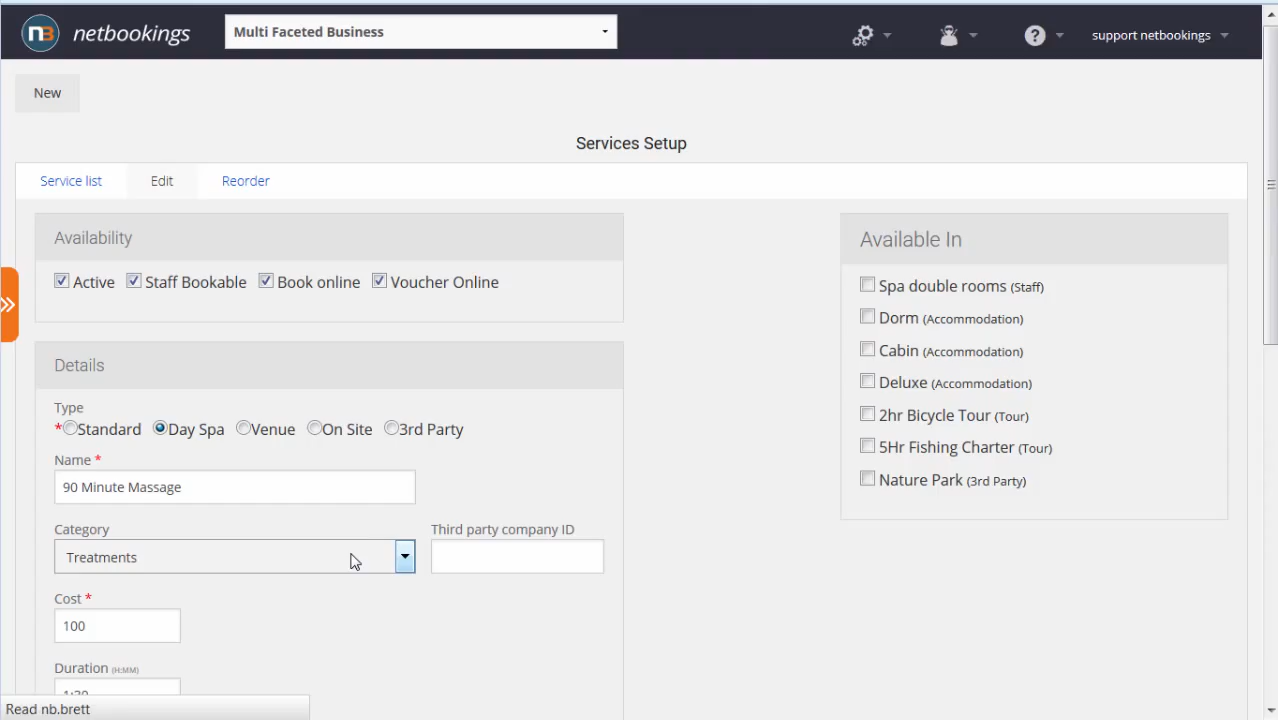 n3 netbookings
Multi Faceted Business
support netbookings
New
Services Setup
Service list
Edit
Reorder
Availability
Active
Staff Bookable
Book online
Voucher Online
Details
Type
*Standard
Day Spa
Venue
On Site
3rd Party
Name *
90 Minute Massage
Category
Treatments
Third party company ID
Cost *
100
Duration (H:MM)
1:30
Available In
Spa double rooms (Staff)
Dorm (Accommodation)
Cabin (Accommodation)
Deluxe (Accommodation)
2hr Bicycle Tour (Tour)
5Hr Fishing Charter (Tour)
Nature Park (3rd Party)
Read nb.brett